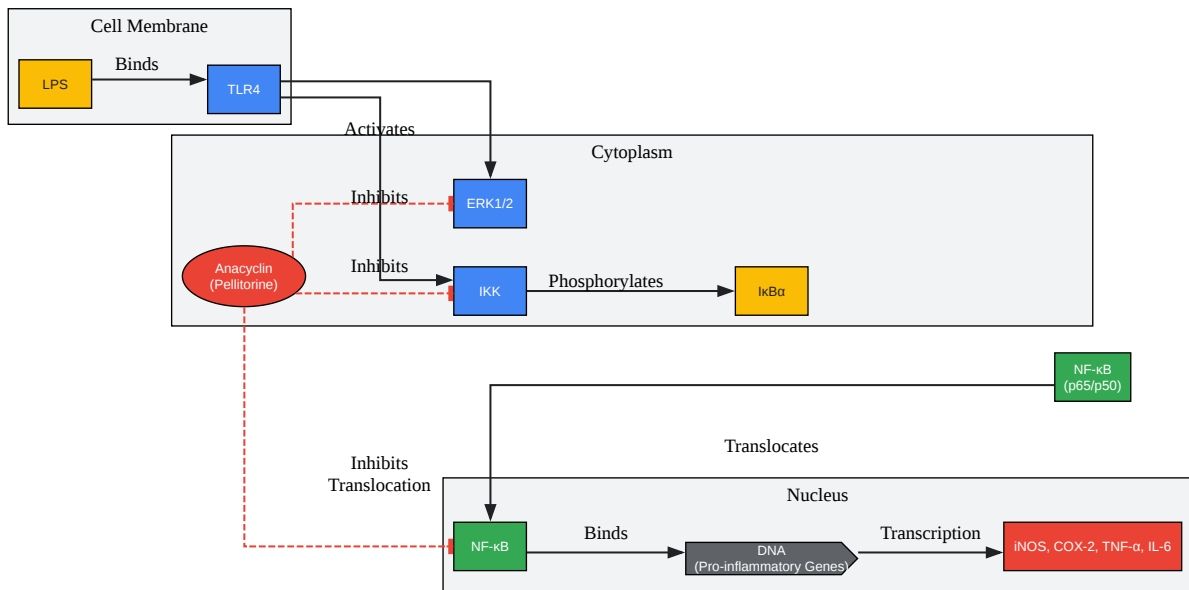 Cell Membrane
LPS
Binds
TLR4
Activates
Cytoplasm
Inhibits
ERK1/2
Anacyclin
(Pellitorine)
Inhibits
IKK
Phosphorylates
IκBα
NF-κB
(p65/p50)
Translocates
Inhibits
Translocation
Nucleus
NF-κB
Binds
DNA
(Pro-inflammatory Genes)
Transcription
iNOS, COX-2, TNF-α, IL-6